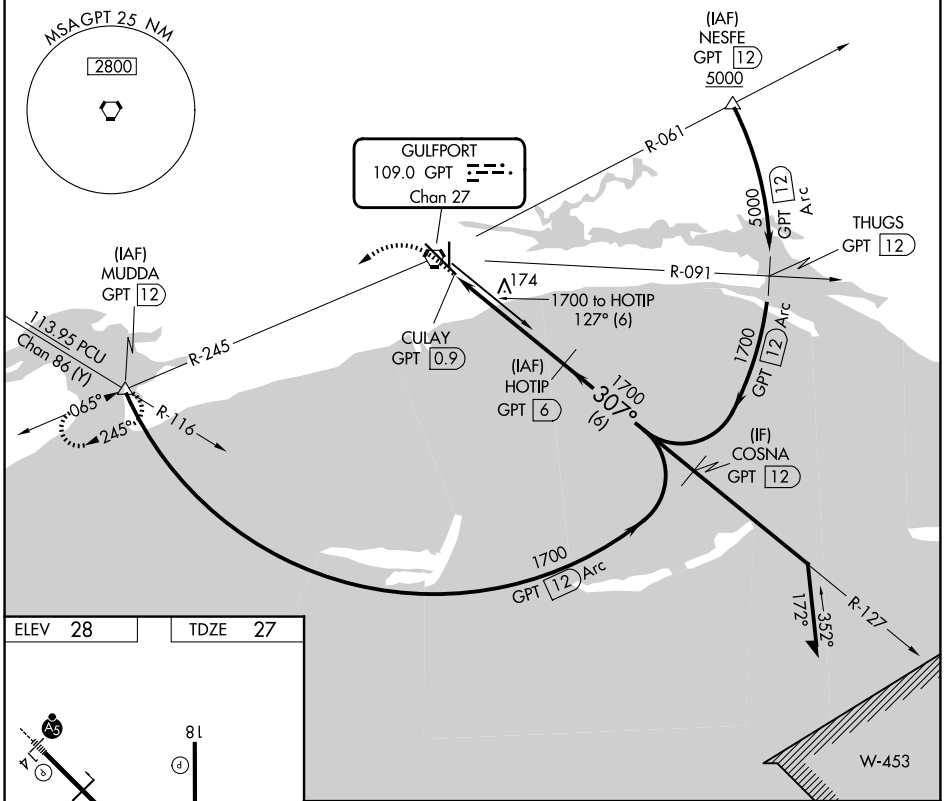 MSA GPT 25 NM
2800
(IAF)
NESFE
GPT 12
5000
R-061
GULFPORT
109.0 GPT
Chan 27
5000
GPT 12 Arc
THUGS
GPT 12
R-091
(IAF)
MUDDA
GPT 12
174
1700 to HOTIP
127° (6)
113.95 PCU
Chan 86 (Y)
R-245
CULAY
GPT 0.9
1700
GPT 12 Arc
(IAF)
HOTIP
GPT 6
1700
307°
(6)
065°
245°
R-116
(IF)
COSNA
GPT 12
1700
GPT 12 Arc
172°
352°
R-127
ELEV 28
TDZE 27
A5
14
P
18
P
W-453